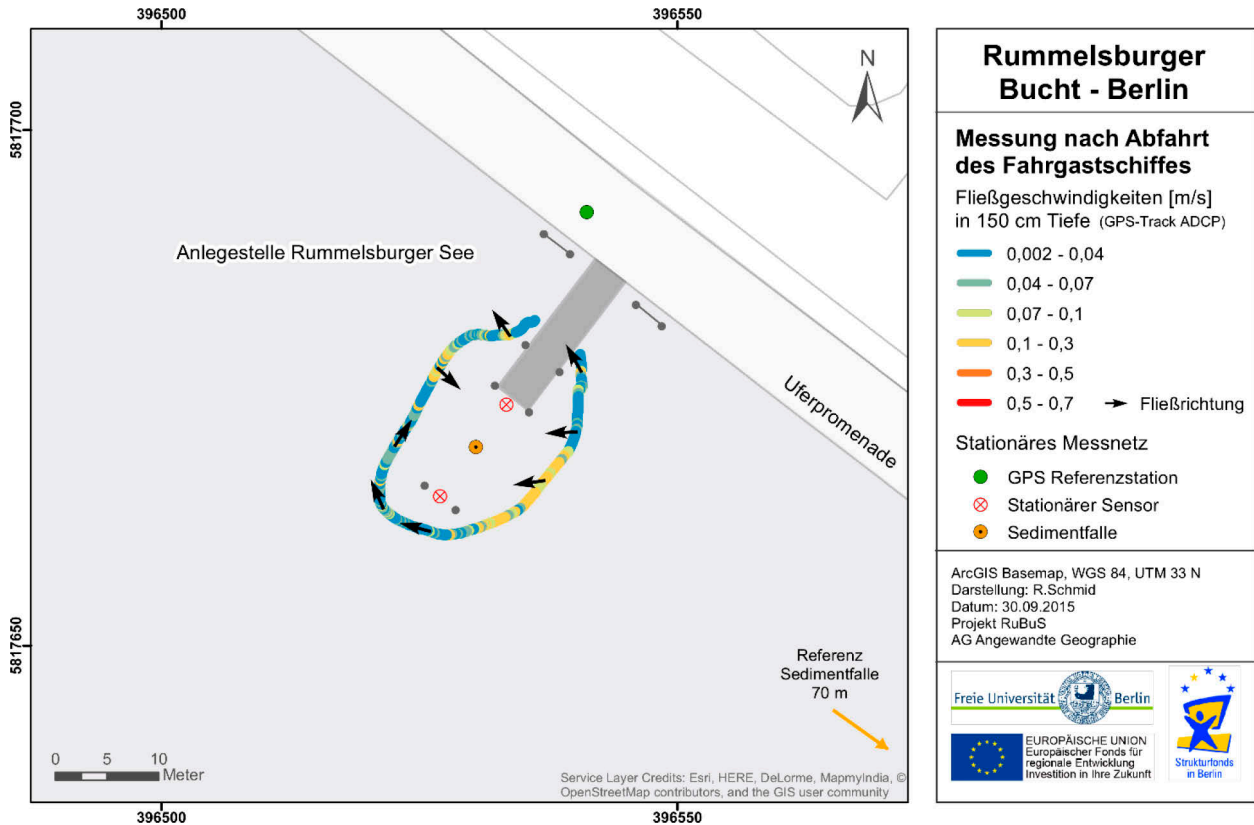 396500
396550
5817700
5817650
N
Anlegestelle Rummelsburger See
Uferpromenade
Referenz
Sedimentfalle
70 m
0 5 10
Meter
Service Layer Credits: Esri, HERE, DeLorme, MapmyIndia, ©
OpenStreetMap contributors, and the GIS user community
396500
396550
Rummelsburger
Bucht - Berlin
Messung nach Abfahrt
des Fahrgastschiffes
Fließgeschwindigkeiten [m/s]
in 150 cm Tiefe (GPS-Track ADCP)
0,002 - 0,04
0,04 - 0,07
0,07 - 0,1
0,1 - 0,3
0,3 - 0,5
0,5 - 0,7
Fließrichtung
Stationäres Messnetz
GPS Referenzstation
Stationärer Sensor
Sedimentfalle
ArcGIS Basemap, WGS 84, UTM 33 N
Darstellung: R.Schmid
Datum: 30.09.2015
Projekt RuBuS
AG Angewandte Geographie
Freie Universität Berlin
EUROPÄISCHE UNION
Europäischer Fonds für
regionale Entwicklung
Investition in Ihre Zukunft
Strukturfonds
in Berlin